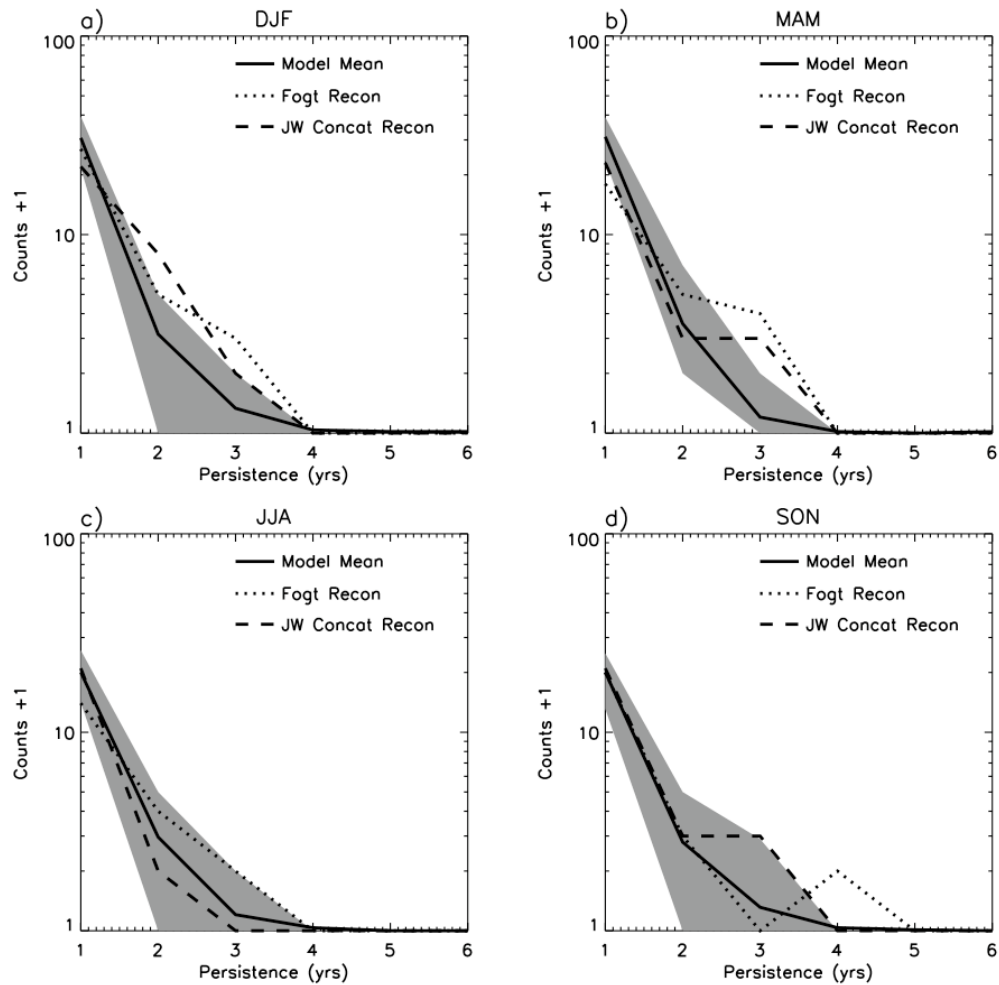 a) DJF
100
10
1
Counts +1
Model Mean
Fogt Recon
JW Concat Recon
1 2 3 4 5 6
Persistence (yrs)
b) MAM
100
10
1
Counts +1
Model Mean
Fogt Recon
JW Concat Recon
1 2 3 4 5 6
Persistence (yrs)
c) JJA
100
10
1
Counts +1
Model Mean
Fogt Recon
JW Concat Recon
1 2 3 4 5 6
Persistence (yrs)
d) SON
100
10
1
Counts +1
Model Mean
Fogt Recon
JW Concat Recon
1 2 3 4 5 6
Persistence (yrs)